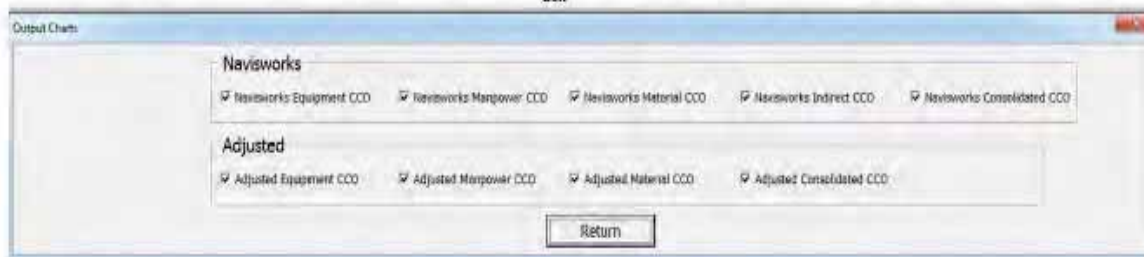 Output Charts
Navisworks
Navisworks Equipment CCO Navisworks Manpower CCO Navisworks Material CCO Navisworks Indirect CCO Navisworks Consolidated CCO
Adjusted
Adjusted Equipment CCO Adjusted Manpower CCO Adjusted Material CCO Adjusted Consolidated CCO
Return